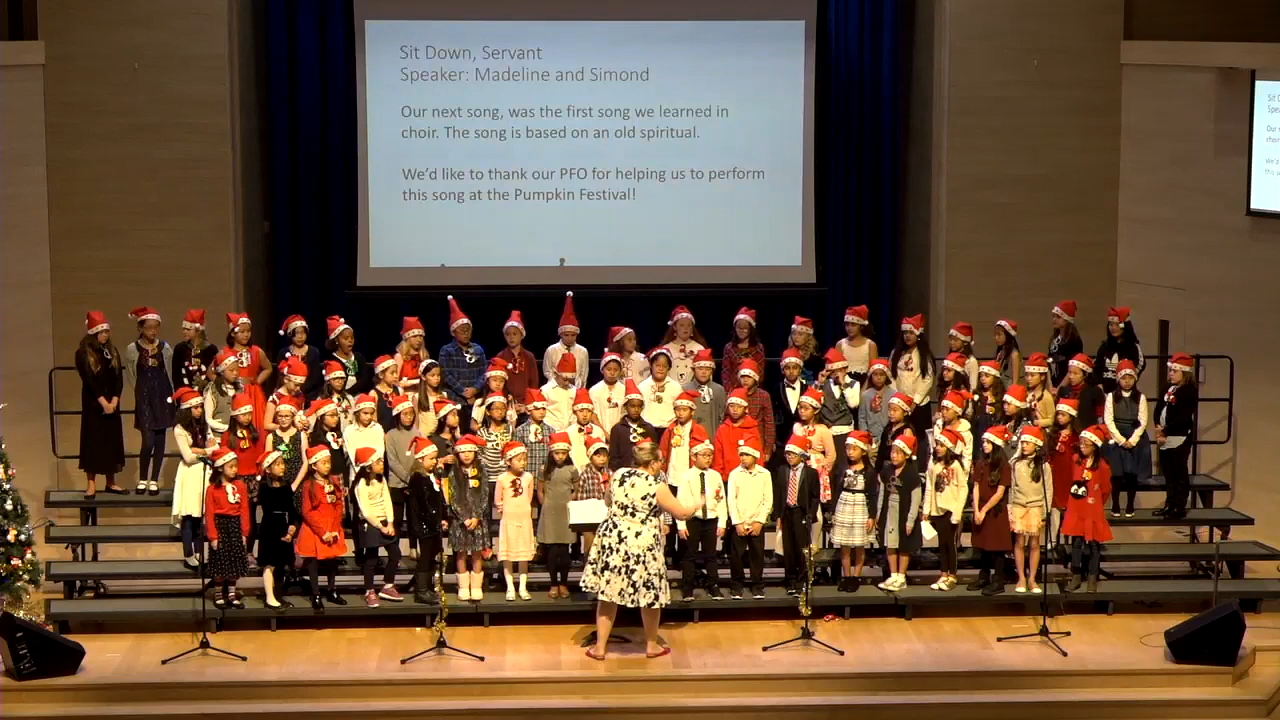 Sit Down, Servant
Speaker: Madeline and Simond
Our next song, was the first song we learned in
choir. The song is based on an old spiritual.
We'd like to thank our PFO for helping us to perform
this song at the Pumpkin Festival!